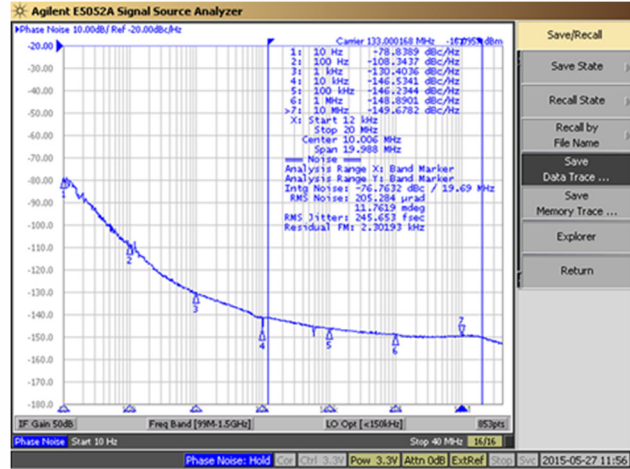 Agilent E5052A Signal Source Analyzer
Phase Noise 10.00dB/ Ref -20.00dBc/Hz
Carrier 133.000168 MHz dBm
1: 10 Hz -78.8389 dBc/Hz
2: 100 Hz -108.3437 dBc/Hz
3: 1 kHz -130.4036 dBc/Hz
4: 10 kHz -146.5341 dBc/Hz
5: 100 kHz -146.2344 dBc/Hz
6: 1 MHz -148.8901 dBc/Hz
>7: 10 MHz -149.6782 dBc/Hz
X: Start 12 kHz
Stop 20 MHz
Center 10.006 MHz
Span 19.988 MHz
=== Noise ===
Analysis Range X: Band Marker
Analysis Range Y: Band Marker
Intg Noise: -76.7632 dBc / 19.69 MHz
RMS Noise: 205.284 µrad
11.7619 mdeg
RMS Jitter: 245.653 fsec
Residual FM: 2.30193 kHz
-20.00
-30.00
-40.00
-50.00
-60.00
-70.00
-80.00
-90.00
-100.0
-110.0
-120.0
-130.0
-140.0
-150.0
-160.0
-170.0
-180.0
1
2
3
4
5
6
7
IF Gain 50dB
Freq Band [99M-1.5GHz]
LO Opt [<150kHz]
853pts
Phase Noise Start 10 Hz
Stop 40 MHz 16/16
Phase Noise: Hold Cor Ctrl 3.3V Pow 3.3V Attn 0dB ExtRef Stop Svc 2015-05-27 11:56
Save/Recall
Save State
Recall State
Recall by
File Name
Save
Data Trace ...
Save
Memory Trace ...
Explorer
Return